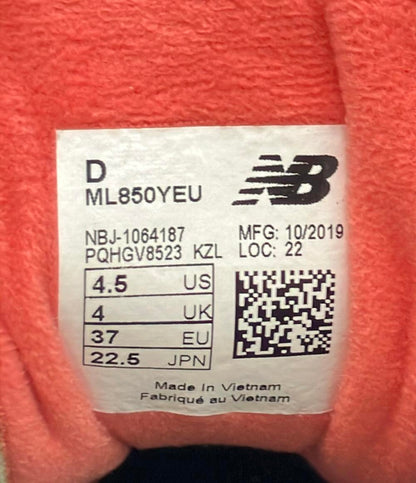 D
ML850YEU
NB
NBJ-1064187
PQHGV8523 KZL
MFG: 10/2019
LOC: 22
4.5 US
4 UK
37 EU
22.5 JPN
Made In Vietnam
Fabriqué au Vietnam